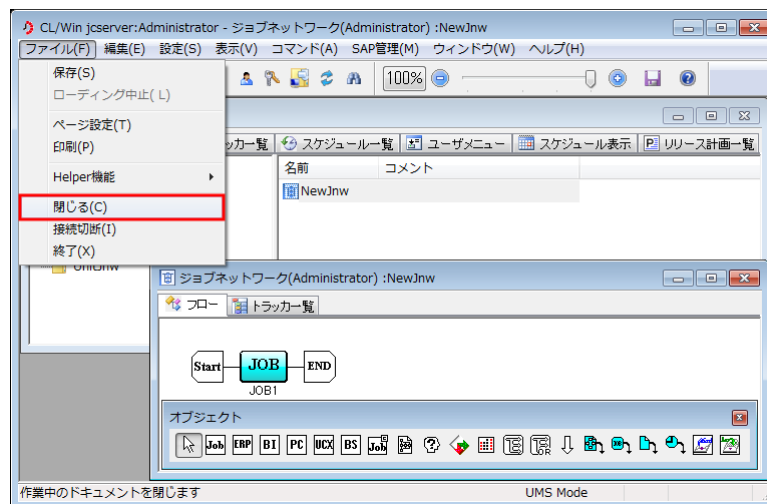 CL/Win jcserver:Administrator - ジョブネットワーク(Administrator) :NewJnw
ファイル(F) 編集(E) 設定(S) 表示(V) コマンド(A) SAP管理(M) ウィンドウ(W) ヘルプ(H)
保存(S)
ローディング中止( L)
ページ設定(T)
印刷(P)
Helper機能
閉じる(C)
接続切断(I)
終了(X)
100%
ッカー覧 スケジュール一覧 ユーザメニュー スケジュール表示 リリース計画一覧
名前 コメント
NewJnw
ジョブネットワーク(Administrator) :NewJnw
フロー トラッカ一覧
Start JOB END
JOB1
オブジェクト
Job ERP BI PC UCX BS Job
作業中のドキュメントを閉じます UMS Mode